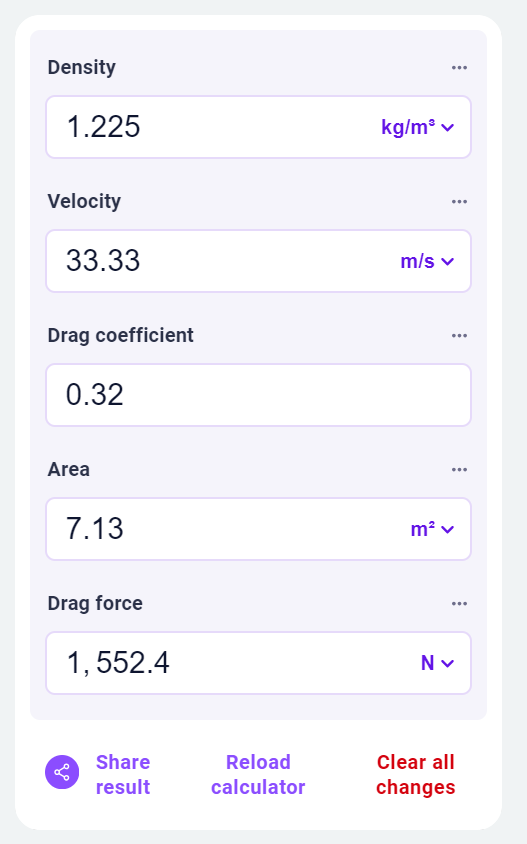 Density
1.225 kg/m³
Velocity
33.33 m/s
Drag coefficient
0.32
Area
7.13 m²
Drag force
1, 552.4 N
Share result
Reload calculator
Clear all changes